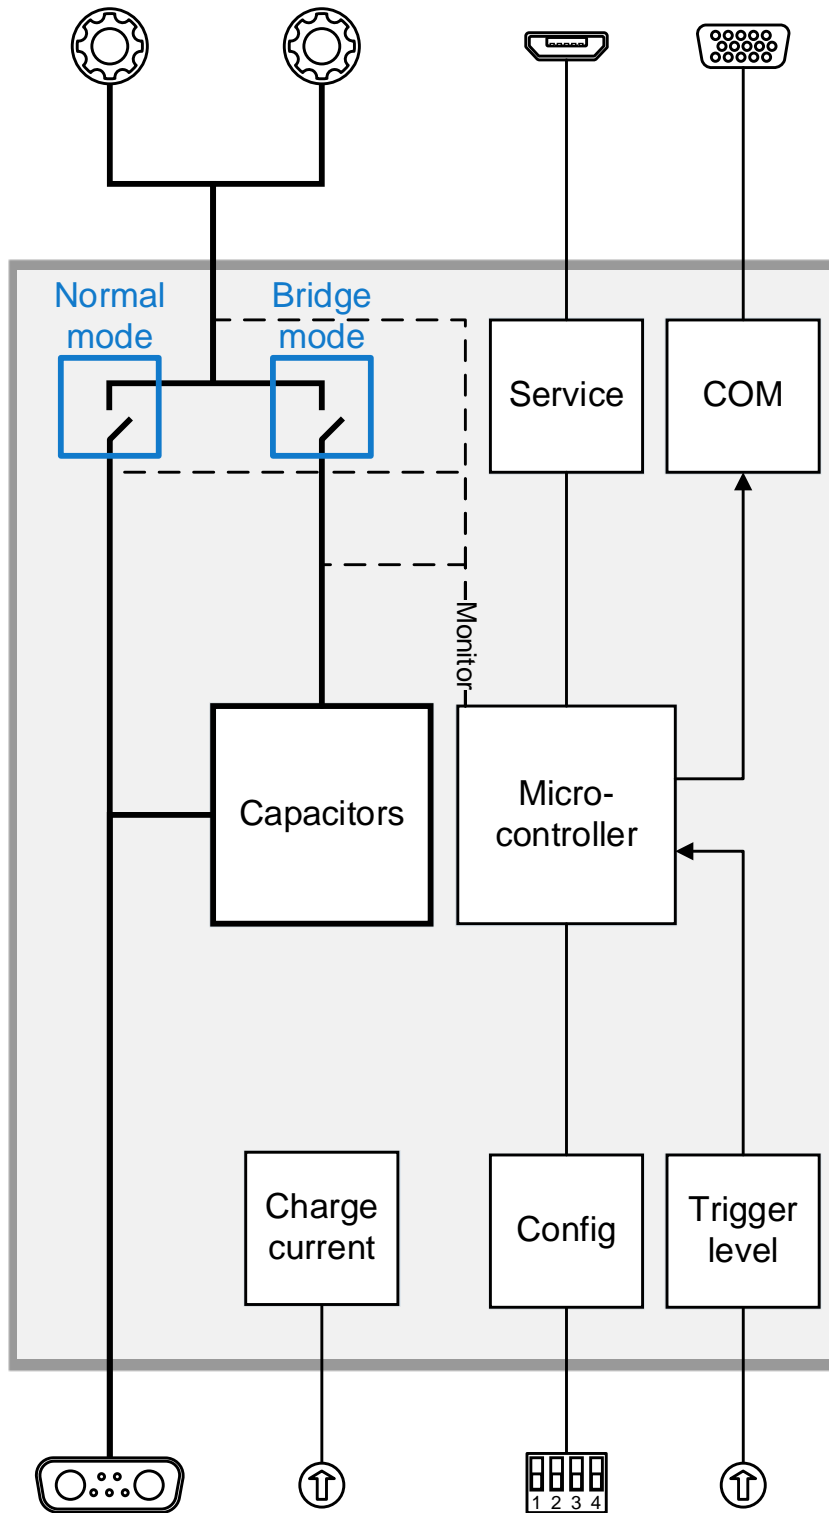 Normal
mode
Bridge
mode
Service
COM
Monitor
Capacitors
Micro-
controller
Charge
current
Config
Trigger
level
1 2 3 4